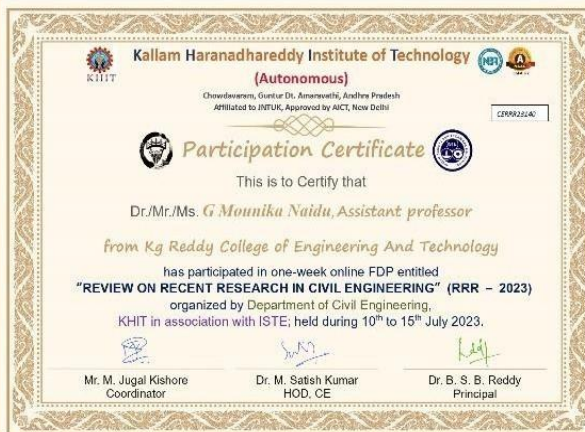 Kallam Haranadhareddy Institute of Technology
(Autonomous)
Chowdavaram, Guntur Dt. Amaravathi, Andhra Pradesh
Affiliated to JNTUK, Approved by AICT, New Delhi
KHIT
CERRR23140
Participation Certificate
This is to Certify that
Dr./Mr./Ms. G Mounika Naidu, Assistant professor
from Kg Reddy College of Engineering And Technology
has participated in one-week online FDP entitled
"REVIEW ON RECENT RESEARCH IN CIVIL ENGINEERING" (RRR – 2023)
organized by Department of Civil Engineering,
KHIT in association with ISTE; held during 10th to 15th July 2023.
Mr. M. Jugal Kishore Dr. M. Satish Kumar Dr. B. S. B. Reddy
Coordinator HOD, CE Principal